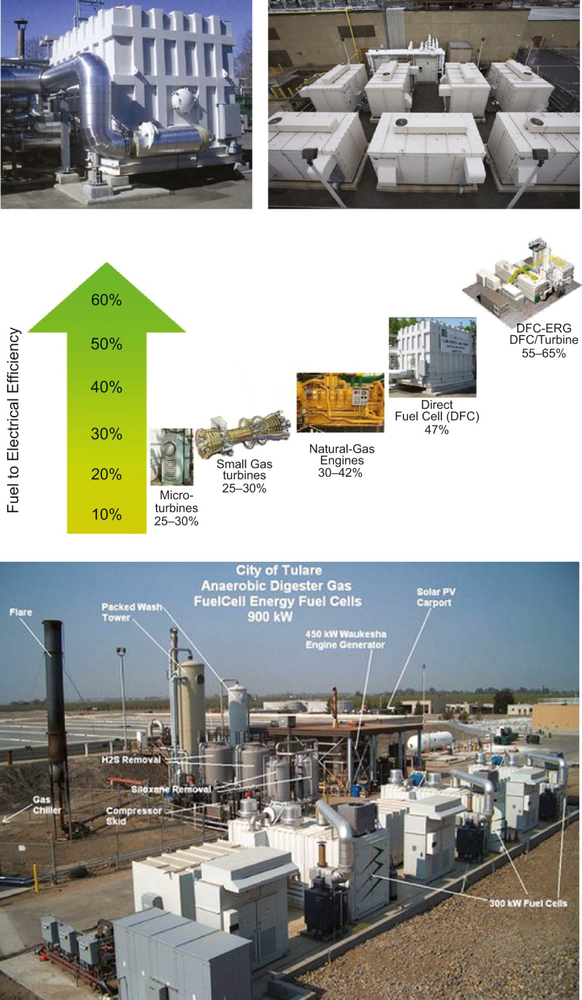 Fuel to Electrical Efficiency
60%
50%
40%
30%
20%
10%
Micro-
turbines
25–30%
Small Gas
turbines
25–30%
Natural-Gas
Engines
30–42%
Direct
Fuel Cell (DFC)
47%
DFC-ERG
DFC/Turbine
55–65%
City of Tulare
Anaerobic Digester Gas
FuelCell Energy Fuel Cells
900 kW
Flare
Packed Wash
Tower
Solar PV
Carport
450 kW Waukesha
Engine Generator
H2S Removal
Siloxane Removal
Gas
Chiller
Compressor
Skid
300 kW Fuel Cells